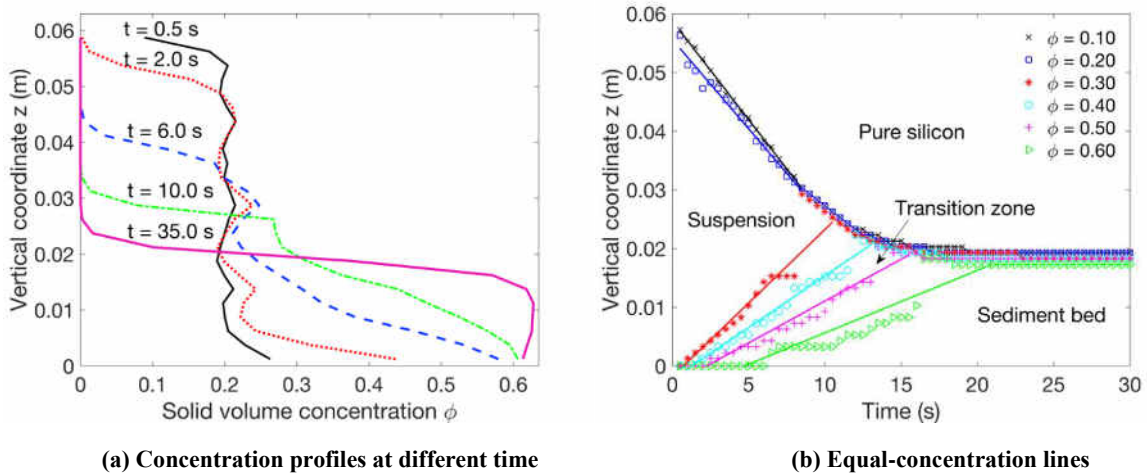 0.06
0.05
0.04
0.03
0.02
0.01
0
Vertical coordinate z (m)
t = 0.5 s
t = 2.0 s
t = 6.0 s
t = 10.0 s
t = 35.0 s
0 0.1 0.2 0.3 0.4 0.5 0.6
Solid volume concentration ϕ
(a) Concentration profiles at different time
0.06
0.05
0.04
0.03
0.02
0.01
0
Vertical coordinate z (m)
ϕ = 0.10
ϕ = 0.20
ϕ = 0.30
ϕ = 0.40
ϕ = 0.50
ϕ = 0.60
Pure silicon
Suspension
Transition zone
Sediment bed
0 5 10 15 20 25 30
Time (s)
(b) Equal-concentration lines